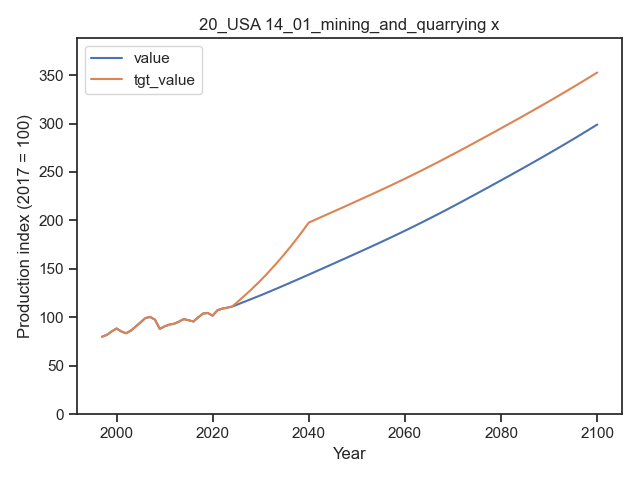 20_USA 14_01_mining_and_quarrying x
value
tgt_value
Production index (2017 = 100)
350
300
250
200
150
100
50
0
2000
2020
2040
2060
2080
2100
Year